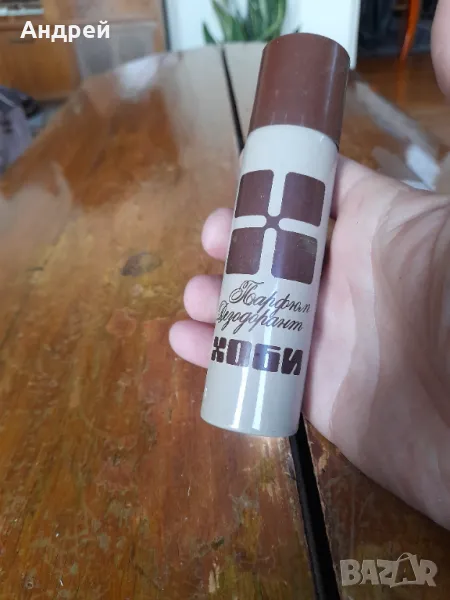 Андрей
Парфюм
Дезодорант
ХОБИ
BAZAR